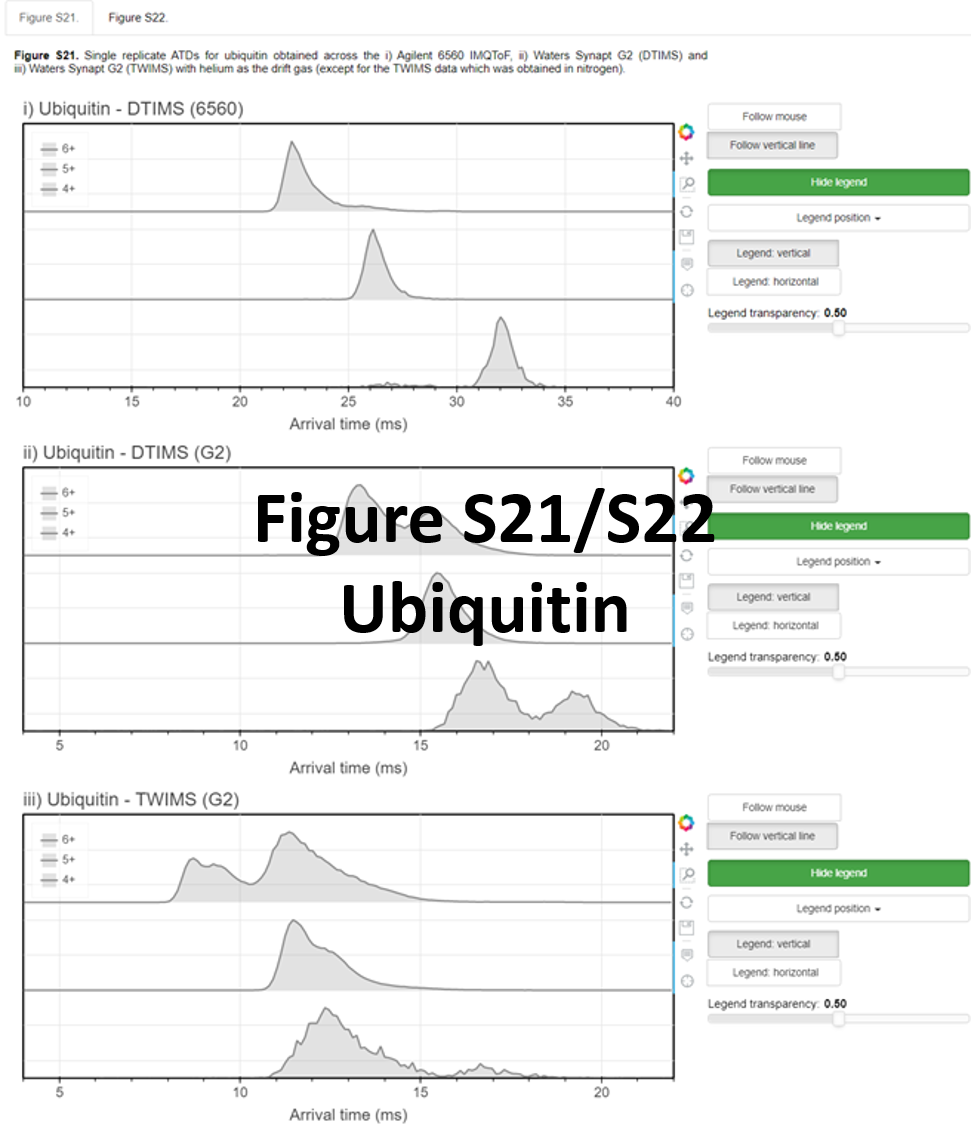 Figure S21.
Figure S22.
Figure S21. Single replicate ATDs for ubiquitin obtained across the i) Agilent 6560 IMQToF, ii) Waters Synapt G2 (DTIMS) and
iii) Waters Synapt G2 (TWIMS) with helium as the drift gas (except for the TWIMS data which was obtained in nitrogen).
i) Ubiquitin - DTIMS (6560)
6+
5+
4+
10 15 20 25 30 35 40
Arrival time (ms)
Follow mouse
Follow vertical line
Hide legend
Legend position
Legend: vertical
Legend: horizontal
Legend transparency: 0.50
ii) Ubiquitin - DTIMS (G2)
6+
5+
4+
Figure S21/S22
Ubiquitin
5 10 15 20
Arrival time (ms)
Follow mouse
Follow vertical line
Hide legend
Legend position
Legend: vertical
Legend: horizontal
Legend transparency: 0.50
iii) Ubiquitin - TWIMS (G2)
6+
5+
4+
5 10 15 20
Arrival time (ms)
Follow mouse
Follow vertical line
Hide legend
Legend position
Legend: vertical
Legend: horizontal
Legend transparency: 0.50